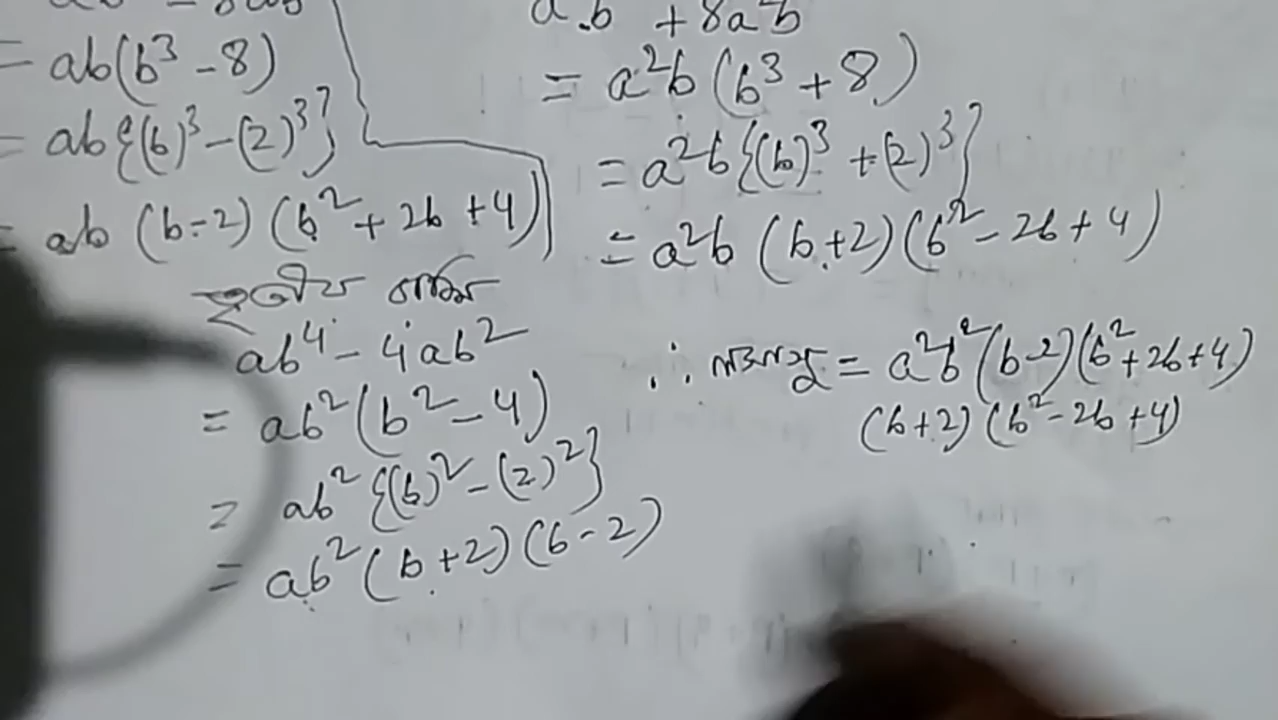 = ab(b³ - 8)
= ab{(b)³ - (2)³}
= ab (b-2) (b² + 2b + 4)
+ 8a²b
= a²b (b³ + 8)
= a²b{(b)³ + (2)³}
= a²b (b+2)(b² - 2b + 4)
তৃতীয় রাশি
ab⁴ - 4ab²
= ab² (b² - 4)
= ab² {(b)² - (2)²}
= ab² (b+2) (b-2)
∴ ল.সা.গু = a²b² (b-2)(b² + 2b + 4)
(b+2) (b² - 2b + 4)